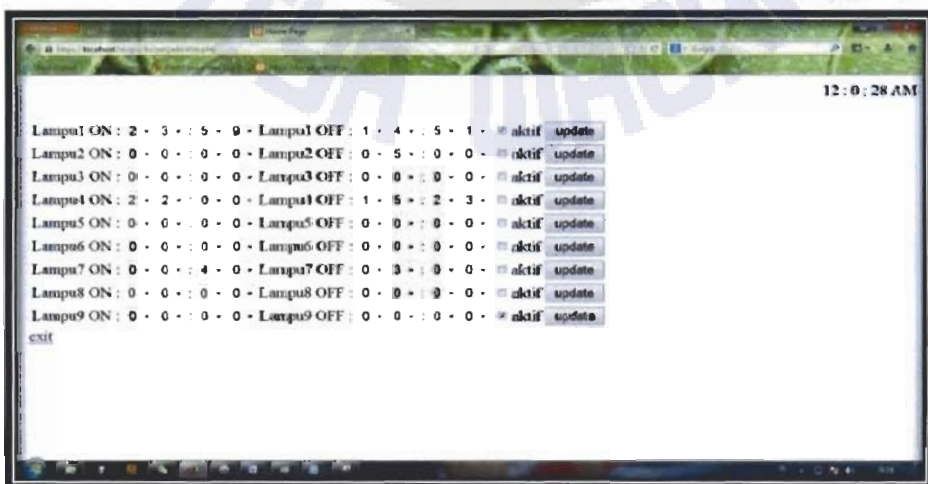 Home Page
12 : 0 : 28 AM
Lampu1 ON : 2 - 3 - : 5 - 9 - Lampu1 OFF : 1 - 4 - : 5 - 1 - aktif update
Lampu2 ON : 0 - 0 - : 0 - 0 - Lampu2 OFF : 0 - 5 - : 0 - 0 - aktif update
Lampu3 ON : 0 - 0 - : 0 - 0 - Lampu3 OFF : 0 - 0 - : 0 - 0 - aktif update
Lampu4 ON : 2 - 2 - : 0 - 0 - Lampu4 OFF : 1 - 5 - : 2 - 3 - aktif update
Lampu5 ON : 0 - 0 - : 0 - 0 - Lampu5 OFF : 0 - 0 - : 0 - 0 - aktif update
Lampu6 ON : 0 - 0 - : 0 - 0 - Lampu6 OFF : 0 - 0 - : 0 - 0 - aktif update
Lampu7 ON : 0 - 0 - : 4 - 0 - Lampu7 OFF : 0 - 3 - : 0 - 0 - aktif update
Lampu8 ON : 0 - 0 - : 0 - 0 - Lampu8 OFF : 0 - 0 - : 0 - 0 - aktif update
Lampu9 ON : 0 - 0 - : 0 - 0 - Lampu9 OFF : 0 - 0 - : 0 - 0 - aktif update
exit